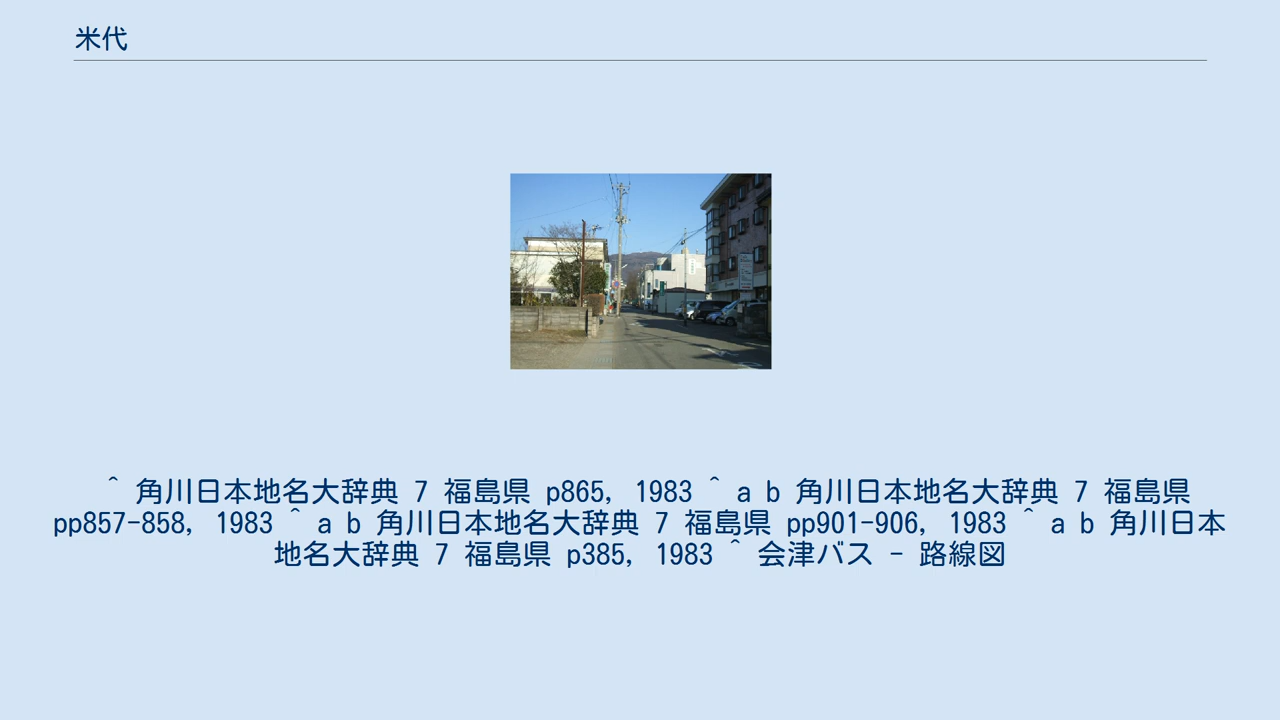 米代
^ 角川日本地名大辞典 7 福島県 p865, 1983 ^ a b 角川日本地名大辞典 7 福島県
pp857-858, 1983 ^ a b 角川日本地名大辞典 7 福島県 pp901-906, 1983 ^ a b 角川日本
地名大辞典 7 福島県 p385, 1983 ^ 会津バス - 路線図